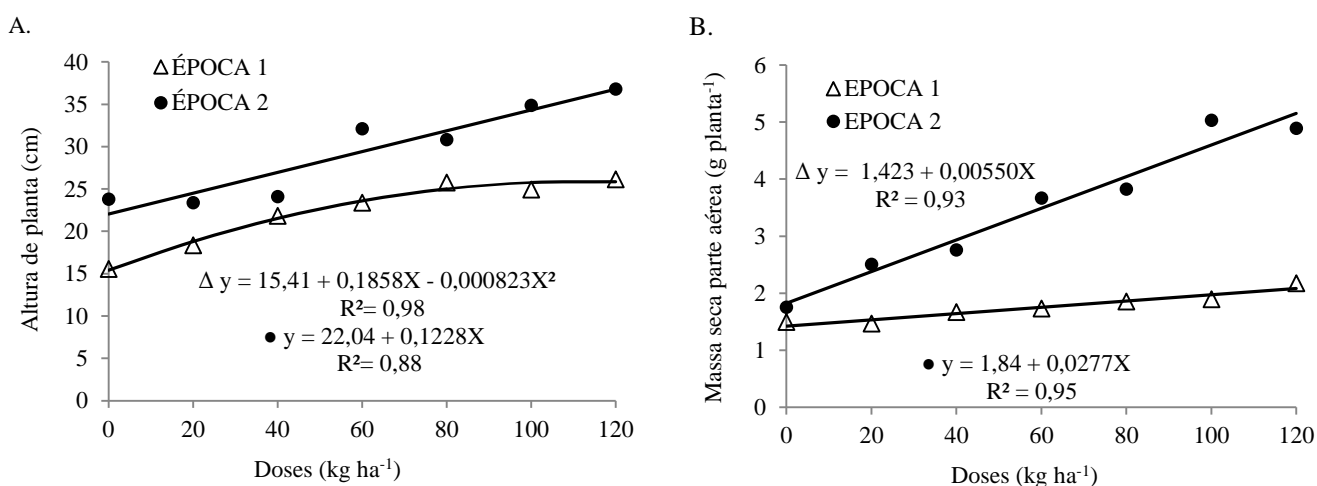 A.
Altura de planta (cm)
40
35
30
25
20
15
10
5
0
Δ ÉPOCA 1
● ÉPOCA 2
Δ y = 15,41 + 0,1858X - 0,000823X²
R²= 0,98
● y = 22,04 + 0,1228X
R²= 0,88
0 20 40 60 80 100 120
Doses (kg ha⁻¹)
B.
Massa seca parte aérea (g planta⁻¹)
6
5
4
3
2
1
0
Δ EPOCA 1
● EPOCA 2
Δ y = 1,423 + 0,00550X
R² = 0,93
● y = 1,84 + 0,0277X
R² = 0,95
0 20 40 60 80 100 120
Doses (kg ha⁻¹)